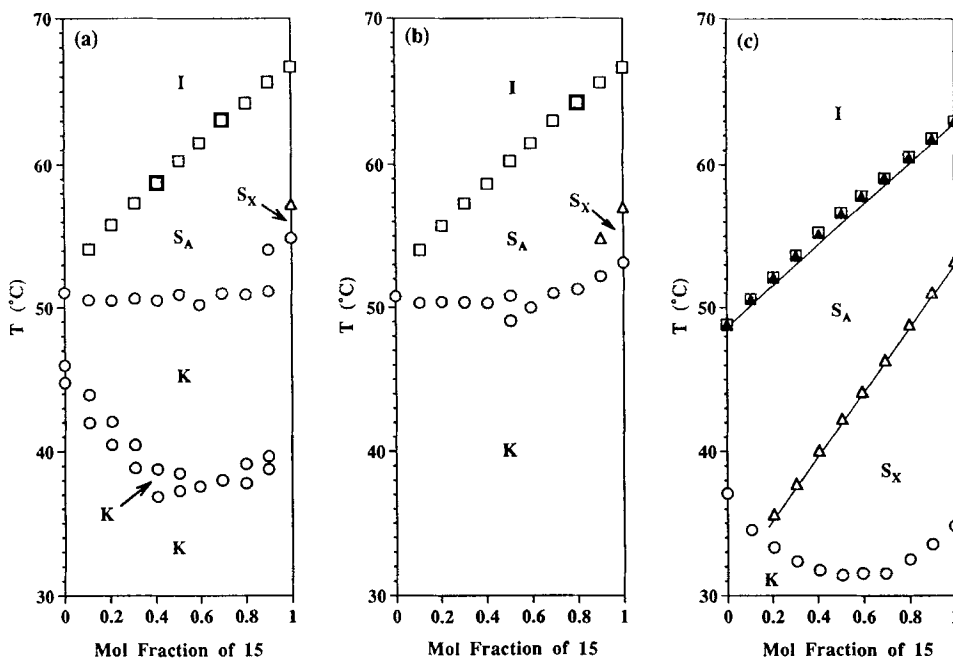 (a)
(b)
(c)
70
60
50
40
30
T (°C)
I
S_X
S_A
K
K
K
0 0.2 0.4 0.6 0.8 1
Mol Fraction of 15
70
60
50
40
30
T (°C)
I
S_X
S_A
K
0 0.2 0.4 0.6 0.8 1
Mol Fraction of 15
70
60
50
40
30
T (°C)
I
S_A
S_X
K
0 0.2 0.4 0.6 0.8 1
Mol Fraction of 15